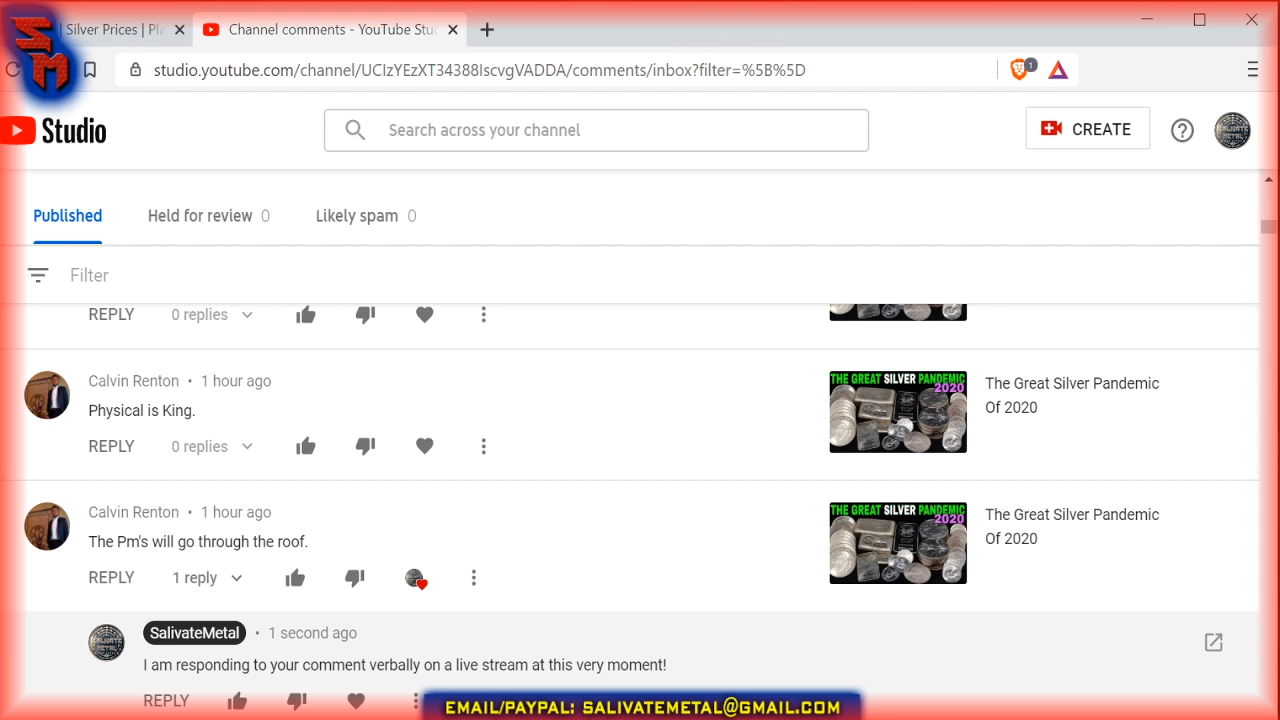 SM
Silver Prices | Pla
Channel comments - YouTube Stu
studio.youtube.com/channel/UCIzYEzXT34388IscvgVADDA/comments/inbox?filter=%5B%5D
1
Studio
Search across your channel
CREATE
Published
Held for review 0
Likely spam 0
Filter
REPLY 0 replies
Calvin Renton • 1 hour ago
Physical is King.
REPLY 0 replies
THE GREAT SILVER PANDEMIC
2020
The Great Silver Pandemic
Of 2020
Calvin Renton • 1 hour ago
The Pm's will go through the roof.
REPLY 1 reply
THE GREAT SILVER PANDEMIC
2020
The Great Silver Pandemic
Of 2020
SalivateMetal • 1 second ago
I am responding to your comment verbally on a live stream at this very moment!
REPLY
EMAIL/PAYPAL: SALIVATEMETAL@GMAIL.COM